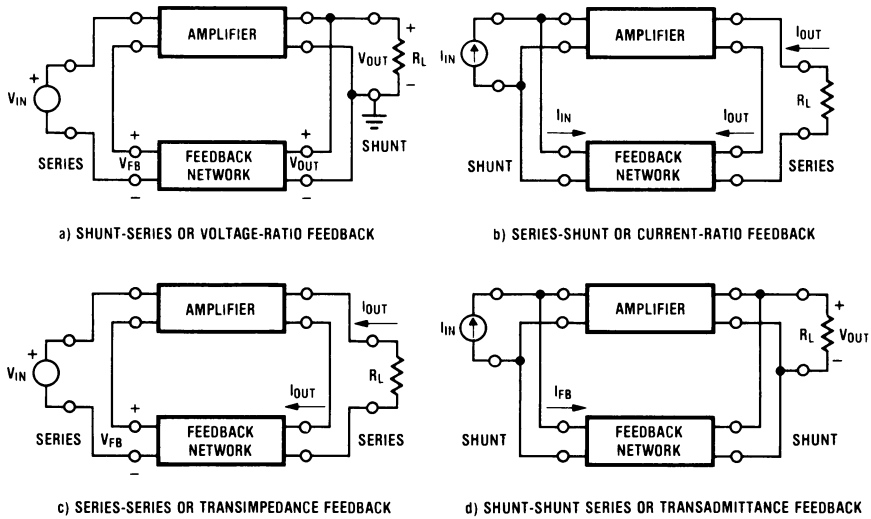 AMPLIFIER
+
VIN
SERIES
+
VFB
−
FEEDBACK
NETWORK
+
VOUT
−
+
VOUT
−
RL
SHUNT
a) SHUNT-SERIES OR VOLTAGE-RATIO FEEDBACK
IIN
AMPLIFIER
IOUT
RL
IIN
IOUT
SHUNT
FEEDBACK
NETWORK
SERIES
b) SERIES-SHUNT OR CURRENT-RATIO FEEDBACK
AMPLIFIER
IOUT
+
VIN
RL
IOUT
SERIES
+
VFB
−
FEEDBACK
NETWORK
SERIES
c) SERIES-SERIES OR TRANSIMPEDANCE FEEDBACK
IIN
AMPLIFIER
+
RL
VOUT
−
IFB
SHUNT
FEEDBACK
NETWORK
SHUNT
d) SHUNT-SHUNT SERIES OR TRANSADMITTANCE FEEDBACK